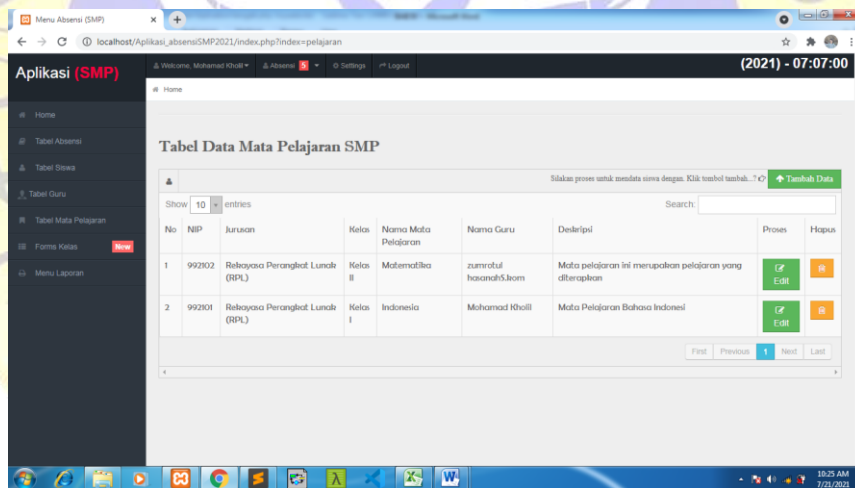 Menu Absensi (SMP)
localhost/Aplikasi_absensiSMP2021/index.php?index=pelajaran
Aplikasi (SMP)
Welcome, Mohamad Kholil
Absensi 5
Settings
Logout
(2021) - 07:07:00
Home
Home
Tabel Absensi
Tabel Siswa
Tabel Guru
Tabel Mata Pelajaran
Forms Kelas New
Menu Laporan
Tabel Data Mata Pelajaran SMP
Silakan proses untuk mendata siswa dengan. Klik tombol tambah...?
Tambah Data
Show 10 entries
Search:
No NIP Jurusan Kelas Nama Mata Pelajaran Nama Guru Deskripsi Proses Hapus
1 992102 Rekayasa Perangkat Lunak (RPL) Kelas II Matematika zumrotul hasanahS.kom Mata pelajaran ini merupakan pelajaran yang diterapkan Edit
2 992101 Rekayasa Perangkat Lunak (RPL) Kelas I Indonesia Mohamad Kholil Mata Pelajaran Bahasa Indonesi Edit
First Previous 1 Next Last
10:25 AM
7/21/2021